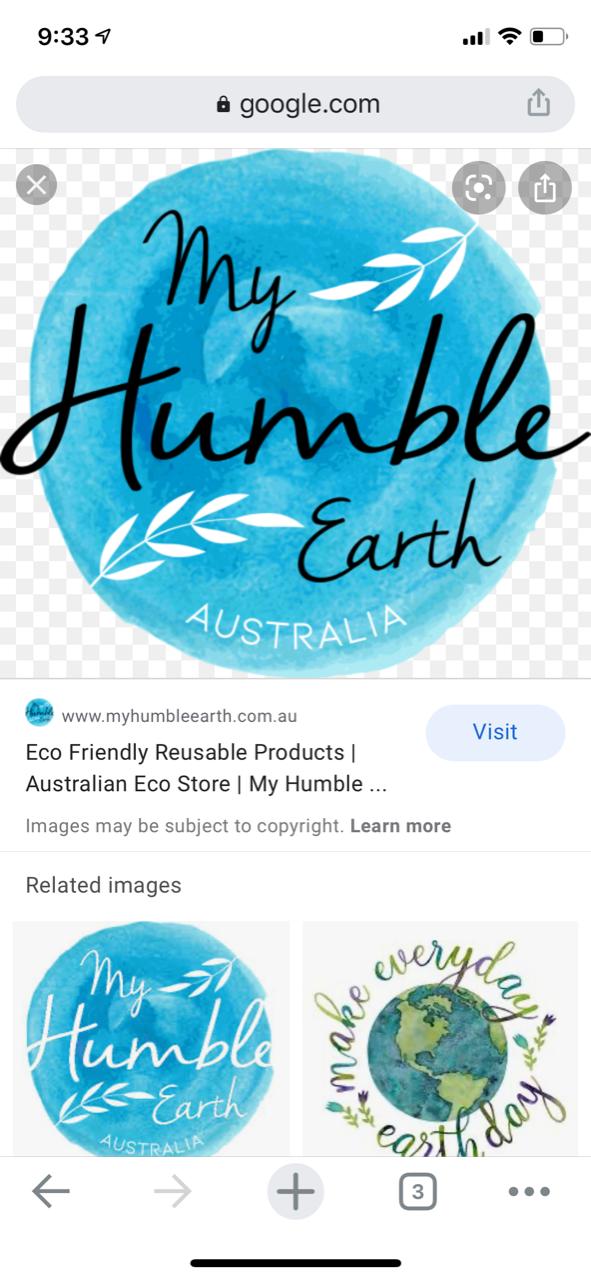 9:33
google.com
My
Humble
Earth
AUSTRALIA
www.myhumbleearth.com.au
Visit
Eco Friendly Reusable Products |
Australian Eco Store | My Humble ...
Images may be subject to copyright. Learn more
Related images
My
Humble
Earth
AUSTRALIA
make everyday
earth day
3